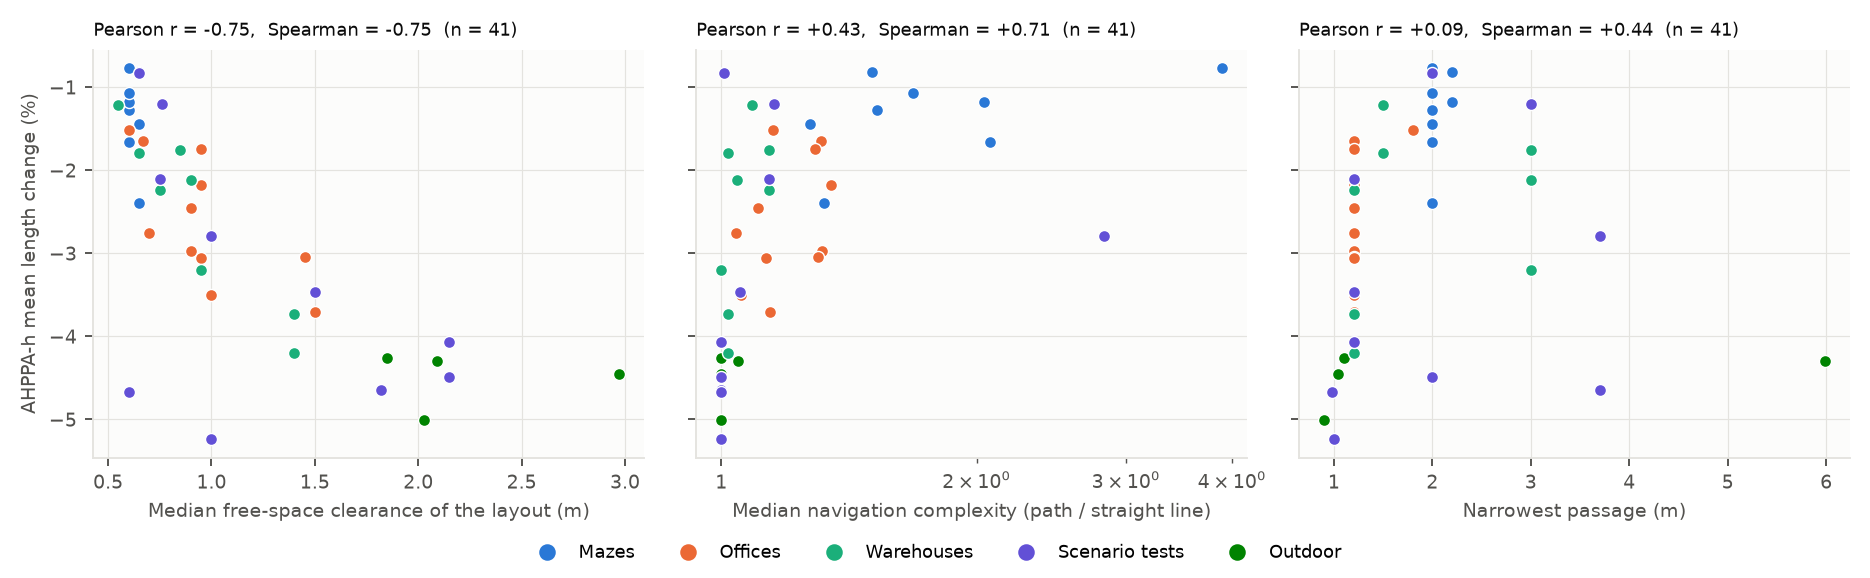 Pearson r = -0.75,  Spearman = -0.75  (n = 41)
Pearson r = +0.43,  Spearman = +0.71  (n = 41)
Pearson r = +0.09,  Spearman = +0.44  (n = 41)
AHPPA-h mean length change (%)
−1
−2
−3
−4
−5
0.5 1.0 1.5 2.0 2.5 3.0
1 2 × 10⁰ 3 × 10⁰ 4 × 10⁰
1 2 3 4 5 6
Median free-space clearance of the layout (m)
Median navigation complexity (path / straight line)
Narrowest passage (m)
Mazes Offices Warehouses Scenario tests Outdoor